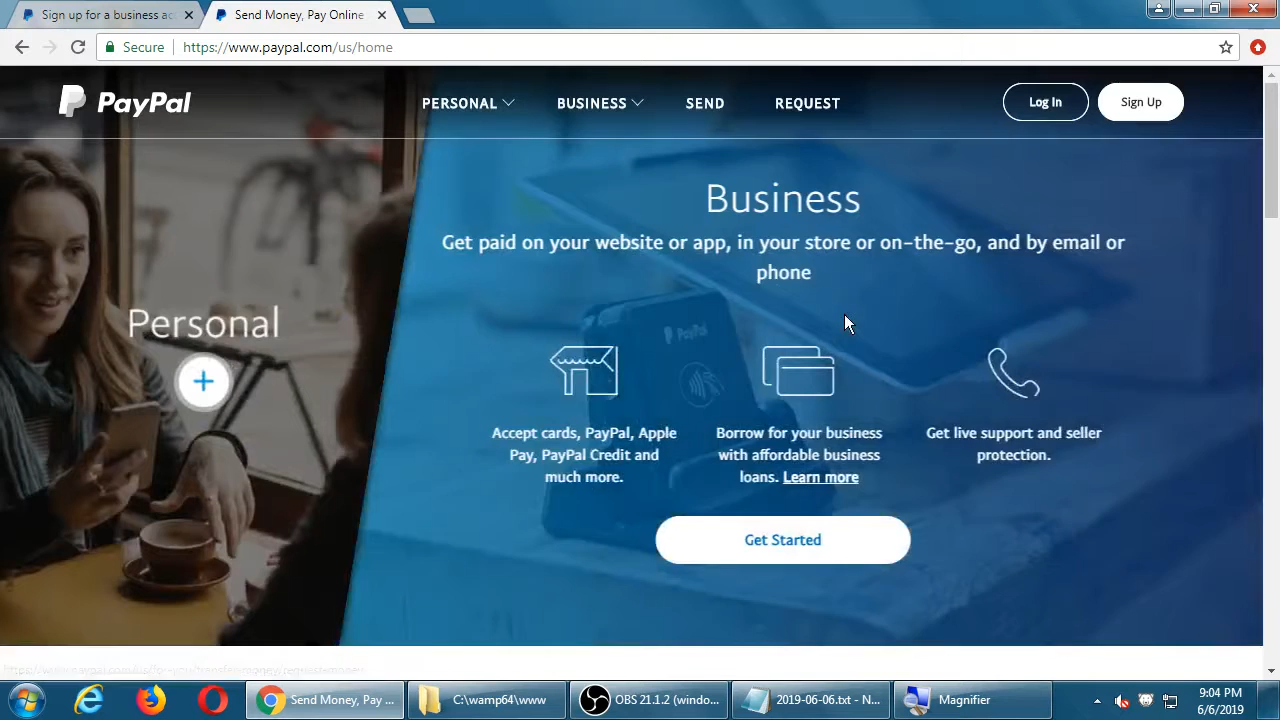 Sign up for a business acc
Send Money, Pay Online
Secure
https://www.paypal.com/us/home
PayPal
PERSONAL
BUSINESS
SEND
REQUEST
Log In
Sign Up
Business
Get paid on your website or app, in your store or on-the-go, and by email or
phone
Personal
PayPal
Accept cards, PayPal, Apple
Pay, PayPal Credit and
much more.
Borrow for your business
with affordable business
loans. Learn more
Get live support and seller
protection.
Get Started
Send Money, Pay ...
C:\wamp64\www
OBS 21.1.2 (windo...
2019-06-06.txt - N...
Magnifier
9:04 PM
6/6/2019